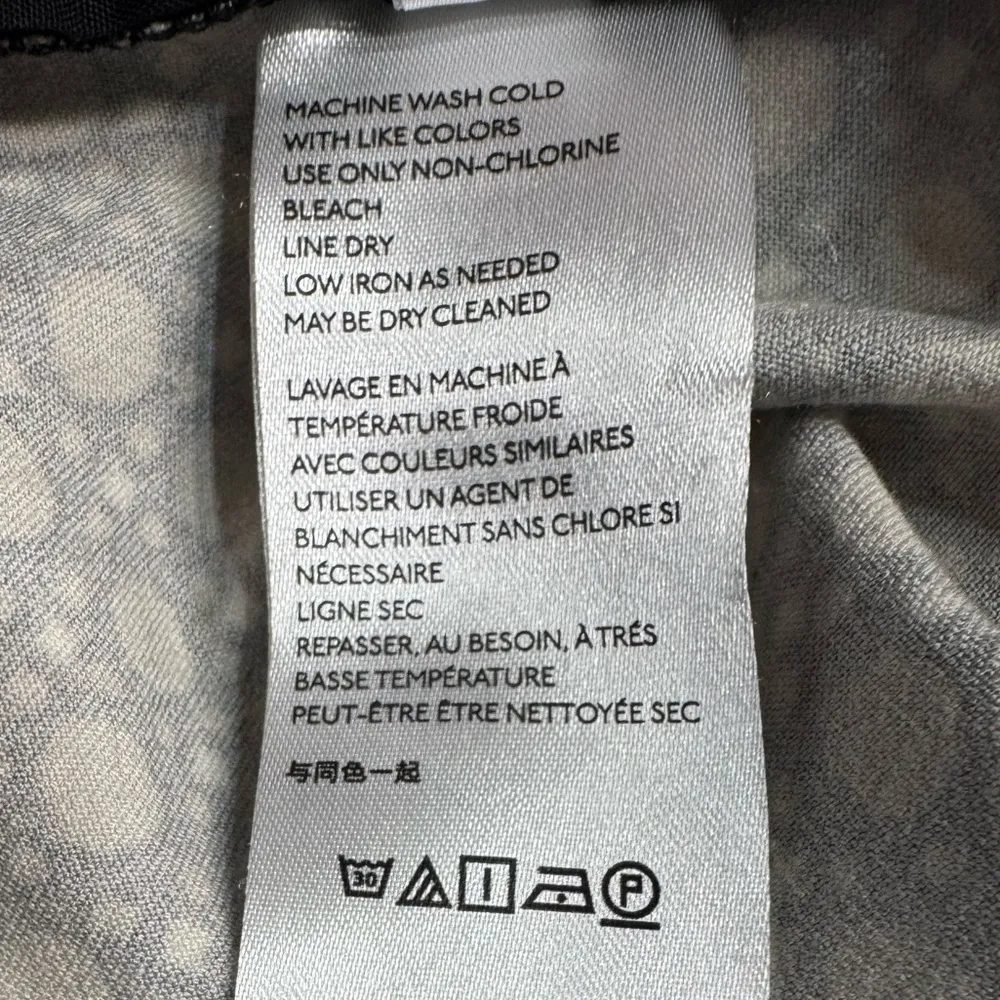 MACHINE WASH COLD
WITH LIKE COLORS
USE ONLY NON-CHLORINE
BLEACH
LINE DRY
LOW IRON AS NEEDED
MAY BE DRY CLEANED
LAVAGE EN MACHINE À
TEMPÉRATURE FROIDE
AVEC COULEURS SIMILAIRES
UTILISER UN AGENT DE
BLANCHIMENT SANS CHLORE SI
NÉCESSAIRE
LIGNE SEC
REPASSER, AU BESOIN, À TRÉS
BASSE TEMPÉRATURE
PEUT-ÊTRE ÊTRE NETTOYÉE SEC
与同色一起
30 P